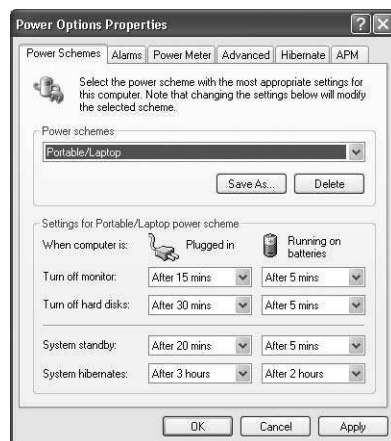 Power Options Properties
Power Schemes Alarms Power Meter Advanced Hibernate APM
Select the power scheme with the most appropriate settings for
this computer. Note that changing the settings below will modify
the selected scheme.
Power schemes
Portable/Laptop
Save As... Delete
Settings for Portable/Laptop power scheme
When computer is: Plugged in Running on
batteries
Turn off monitor: After 15 mins After 5 mins
Turn off hard disks: After 30 mins After 5 mins
System standby: After 20 mins After 5 mins
System hibernates: After 3 hours After 2 hours
OK Cancel Apply